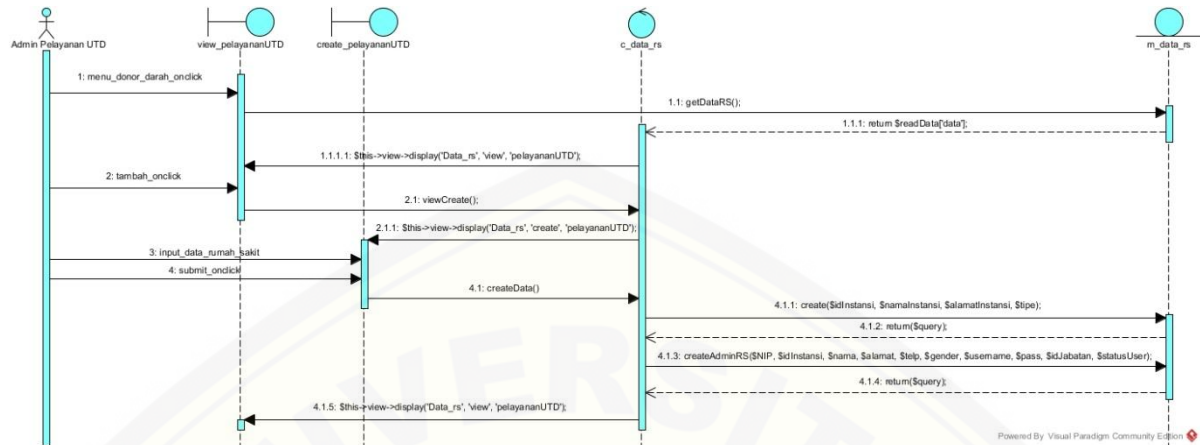 Admin Pelayanan UTD
view_pelayananUTD
create_pelayananUTD
c_data_rs
m_data_rs
1: menu_donor_darah_onclick
1.1: getDataRS();
1.1.1: return $readData['data'];
1.1.1.1: $this->view->display('Data_rs', 'view', 'pelayananUTD');
2: tambah_onclick
2.1: viewCreate();
2.1.1: $this->view->display('Data_rs', 'create', 'pelayananUTD');
3: input_data_rumah_sakit
4: submit_onclick
4.1: createData()
4.1.1: create($idInstansi, $namaInstansi, $alamatInstansi, $tipe);
4.1.2: return($query);
4.1.3: createAdminRS($NIP, $idInstansi, $nama, $alamat, $telp, $gender, $username, $pass, $idJabatan, $statusUser);
4.1.4: return($query);
4.1.5: $this->view->display('Data_rs', 'view', 'pelayananUTD');
IVERSIT
Powered By Visual Paradigm Community Edition